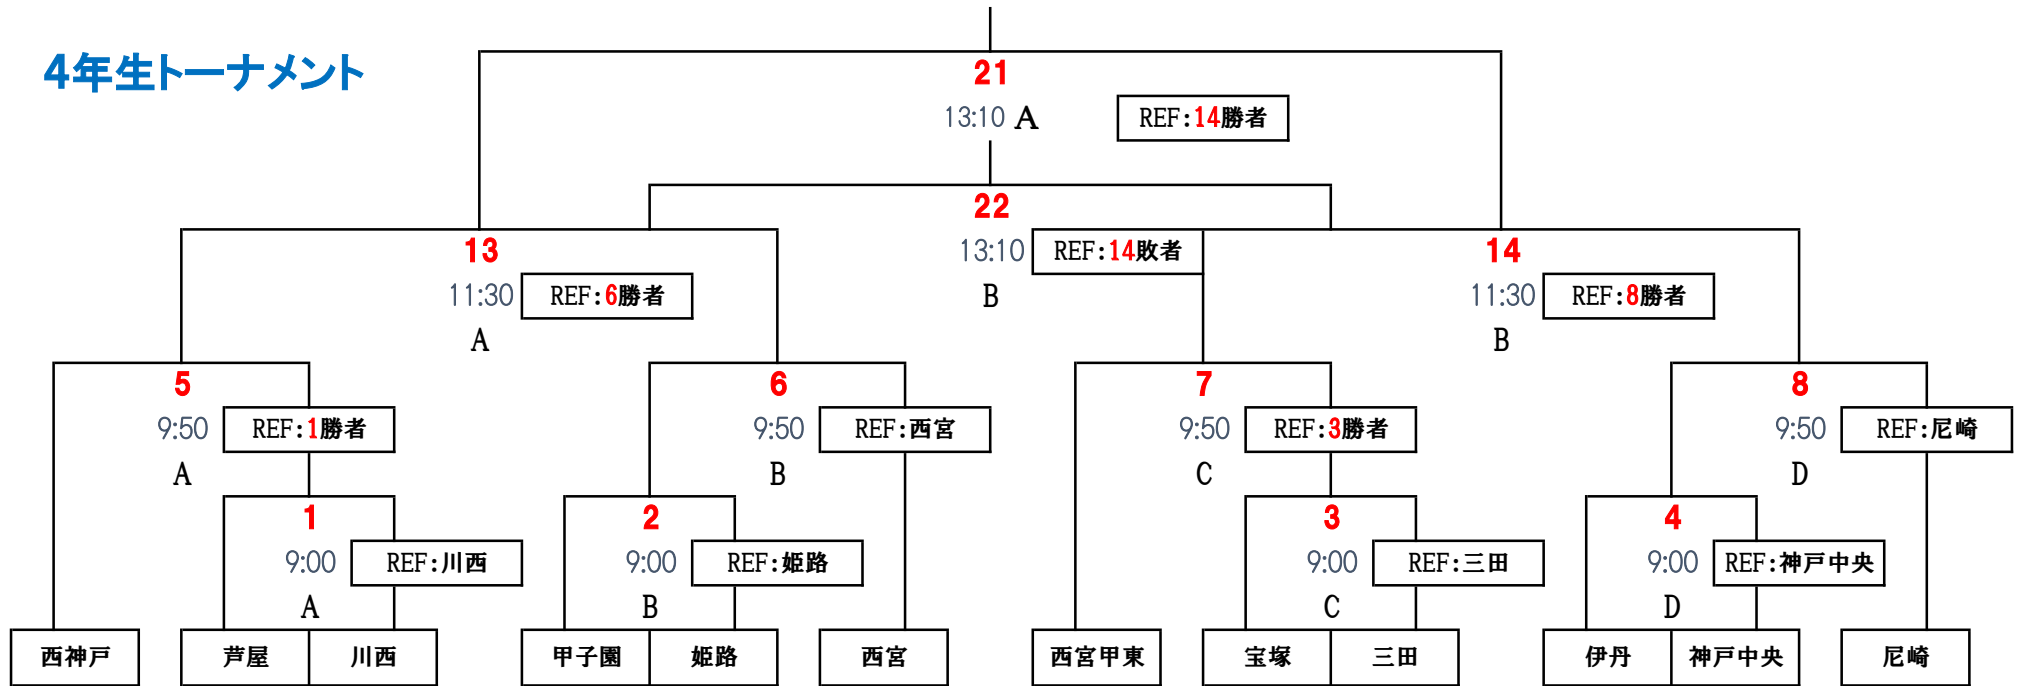 4年生トーナメント
21
13:10 A
REF:14勝者
22
13:10
REF:14敗者
B
13
11:30
REF:6勝者
A
14
11:30
REF:8勝者
B
5
9:50
REF:1勝者
A
6
9:50
REF:西宮
B
7
9:50
REF:3勝者
C
8
9:50
REF:尼崎
D
1
9:00
REF:川西
A
2
9:00
REF:姫路
B
3
9:00
REF:三田
C
4
9:00
REF:神戸中央
D
西神戸
芦屋
川西
甲子園
姫路
西宮
西宮甲東
宝塚
三田
伊丹
神戸中央
尼崎